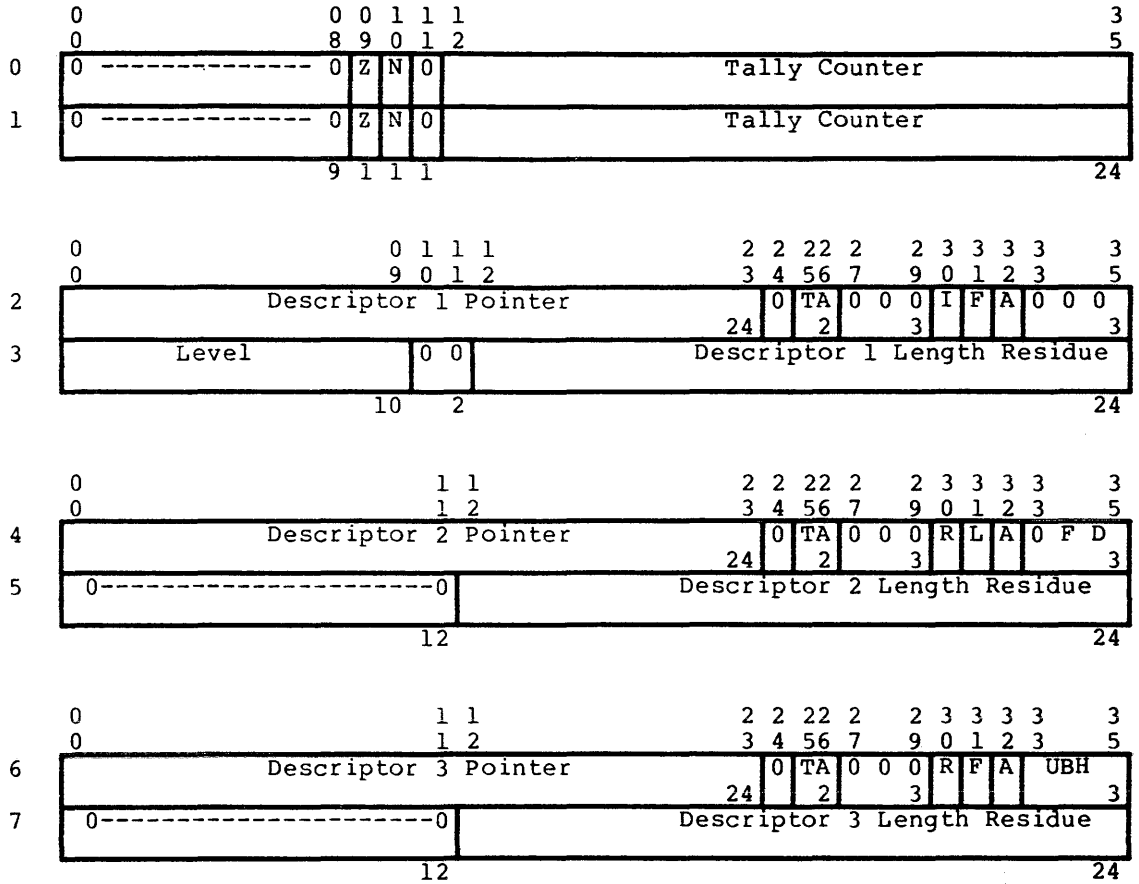 0 0 0 1 1 1 3
0 8 9 0 1 2 5
0 0 --------------- 0 Z N 0 Tally Counter
1 0 --------------- 0 Z N 0 Tally Counter
9 1 1 1 24
0 0 1 1 1 2 2 22 2 2 3 3 3 3 3
0 9 0 1 2 3 4 56 7 9 0 1 2 3 5
2 Descriptor 1 Pointer 0 TA 0 0 0 I F A 0 0 0
24 2 3 3
3 Level 0 0 Descriptor 1 Length Residue
10 2 24
0 1 1 2 2 22 2 2 3 3 3 3 3
0 1 2 3 4 56 7 9 0 1 2 3 5
4 Descriptor 2 Pointer 0 TA 0 0 0 R L A 0 F D
24 2 3 3
5 0-----------------------0 Descriptor 2 Length Residue
12 24
0 1 1 2 2 22 2 2 3 3 3 3 3
0 1 2 3 4 56 7 9 0 1 2 3 5
6 Descriptor 3 Pointer 0 TA 0 0 0 R F A UBH
24 2 3 3
7 0-----------------------0 Descriptor 3 Length Residue
12 24